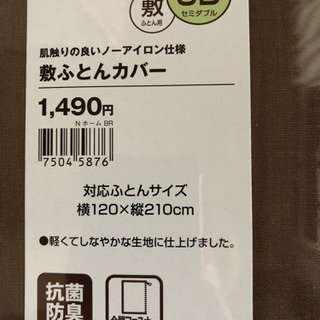 敷
ふとん用
セミダブル
肌触りの良いノーアイロン仕様
敷ふとんカバー
1,490円
Nホーム BR
7504 5876
対応ふとんサイズ
横120×縦210cm
●軽くてしなやかな生地に仕上げました。
抗菌
防臭